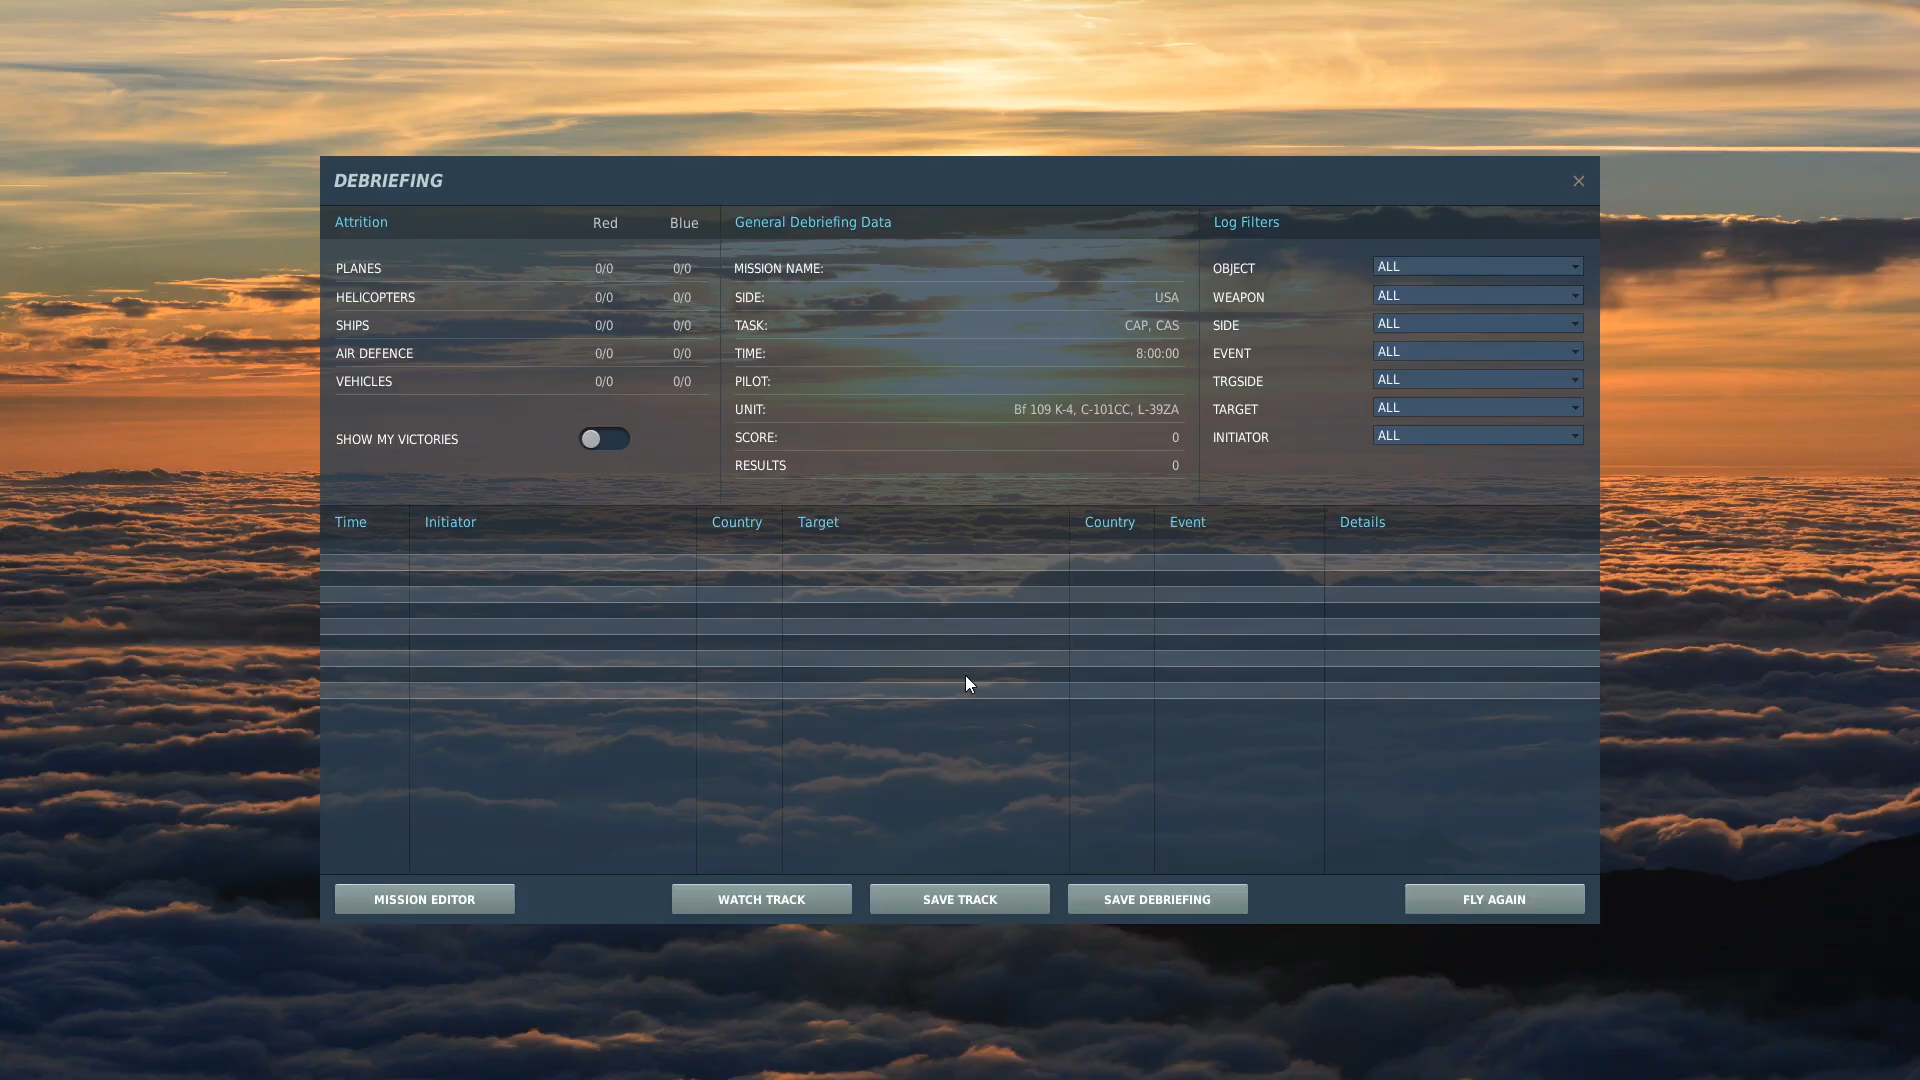 DEBRIEFING
Attrition Red Blue
PLANES 0/0 0/0
HELICOPTERS 0/0 0/0
SHIPS 0/0 0/0
AIR DEFENCE 0/0 0/0
VEHICLES 0/0 0/0
SHOW MY VICTORIES
General Debriefing Data
MISSION NAME:
SIDE: USA
TASK: CAP, CAS
TIME: 8:00:00
PILOT:
UNIT: Bf 109 K-4, C-101CC, L-39ZA
SCORE: 0
RESULTS 0
Log Filters
OBJECT ALL
WEAPON ALL
SIDE ALL
EVENT ALL
TRGSIDE ALL
TARGET ALL
INITIATOR ALL
Time Initiator Country Target Country Event Details
MISSION EDITOR WATCH TRACK SAVE TRACK SAVE DEBRIEFING FLY AGAIN